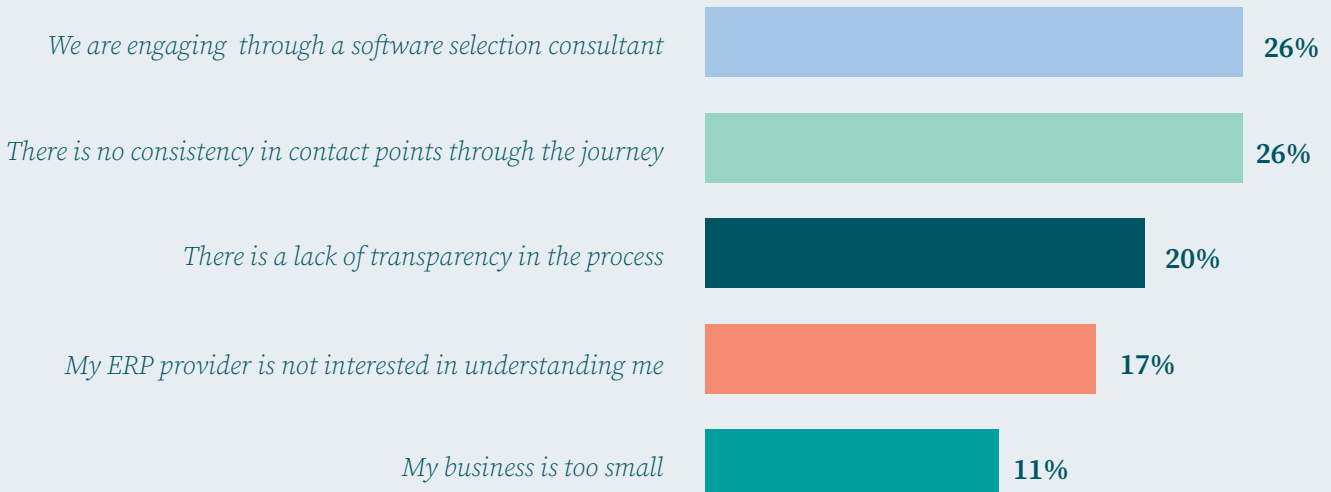 We are engaging  through a software selection consultant 26%
There is no consistency in contact points through the journey 26%
There is a lack of transparency in the process 20%
My ERP provider is not interested in understanding me 17%
My business is too small 11%